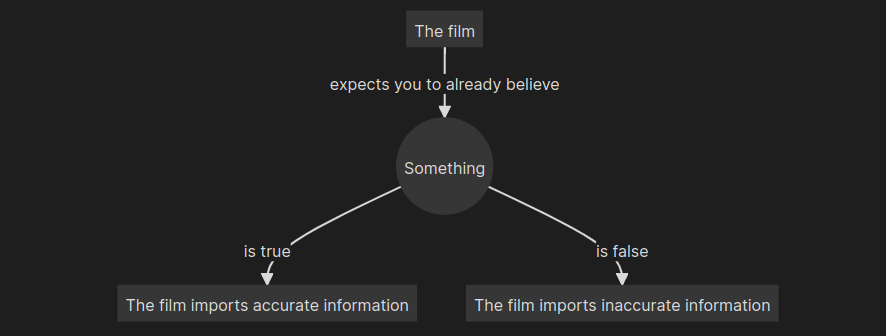 The film
expects you to already believe
Something
is true
is false
The film imports accurate information
The film imports inaccurate information